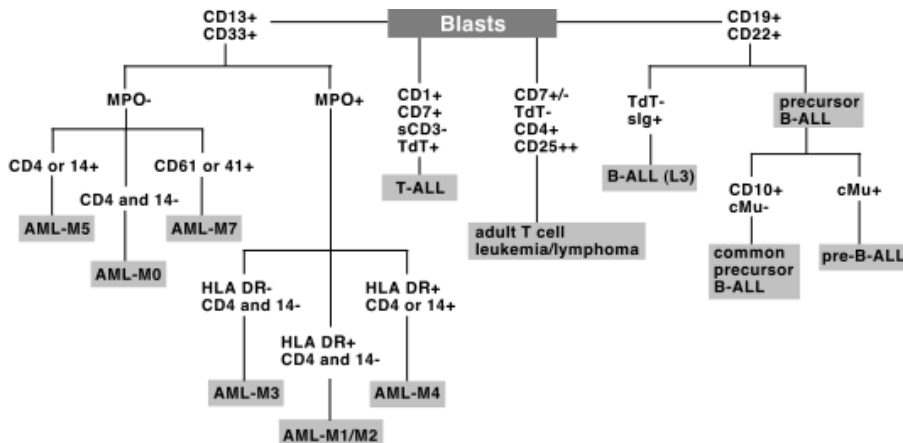 Blasts
CD13+
CD33+
MPO-
CD4 or 14+
AML-M5
CD4 and 14-
AML-M0
CD61 or 41+
AML-M7
MPO+
HLA DR-
CD4 and 14-
AML-M3
HLA DR+
CD4 and 14-
AML-M1/M2
HLA DR+
CD4 or 14+
AML-M4
CD1+
CD7+
sCD3-
TdT+
T-ALL
CD7+/-
TdT-
CD4+
CD25++
adult T cell
leukemia/lymphoma
CD19+
CD22+
TdT-
sIg+
B-ALL (L3)
precursor
B-ALL
CD10+
cMu-
common
precursor
B-ALL
cMu+
pre-B-ALL